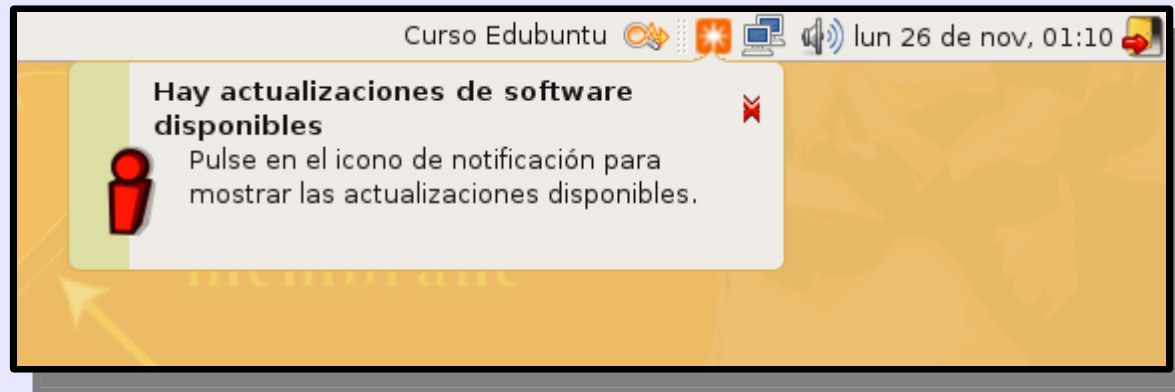 Curso Edubuntu lun 26 de nov, 01:10
Hay actualizaciones de software
disponibles
Pulse en el icono de notificación para
mostrar las actualizaciones disponibles.
membrane